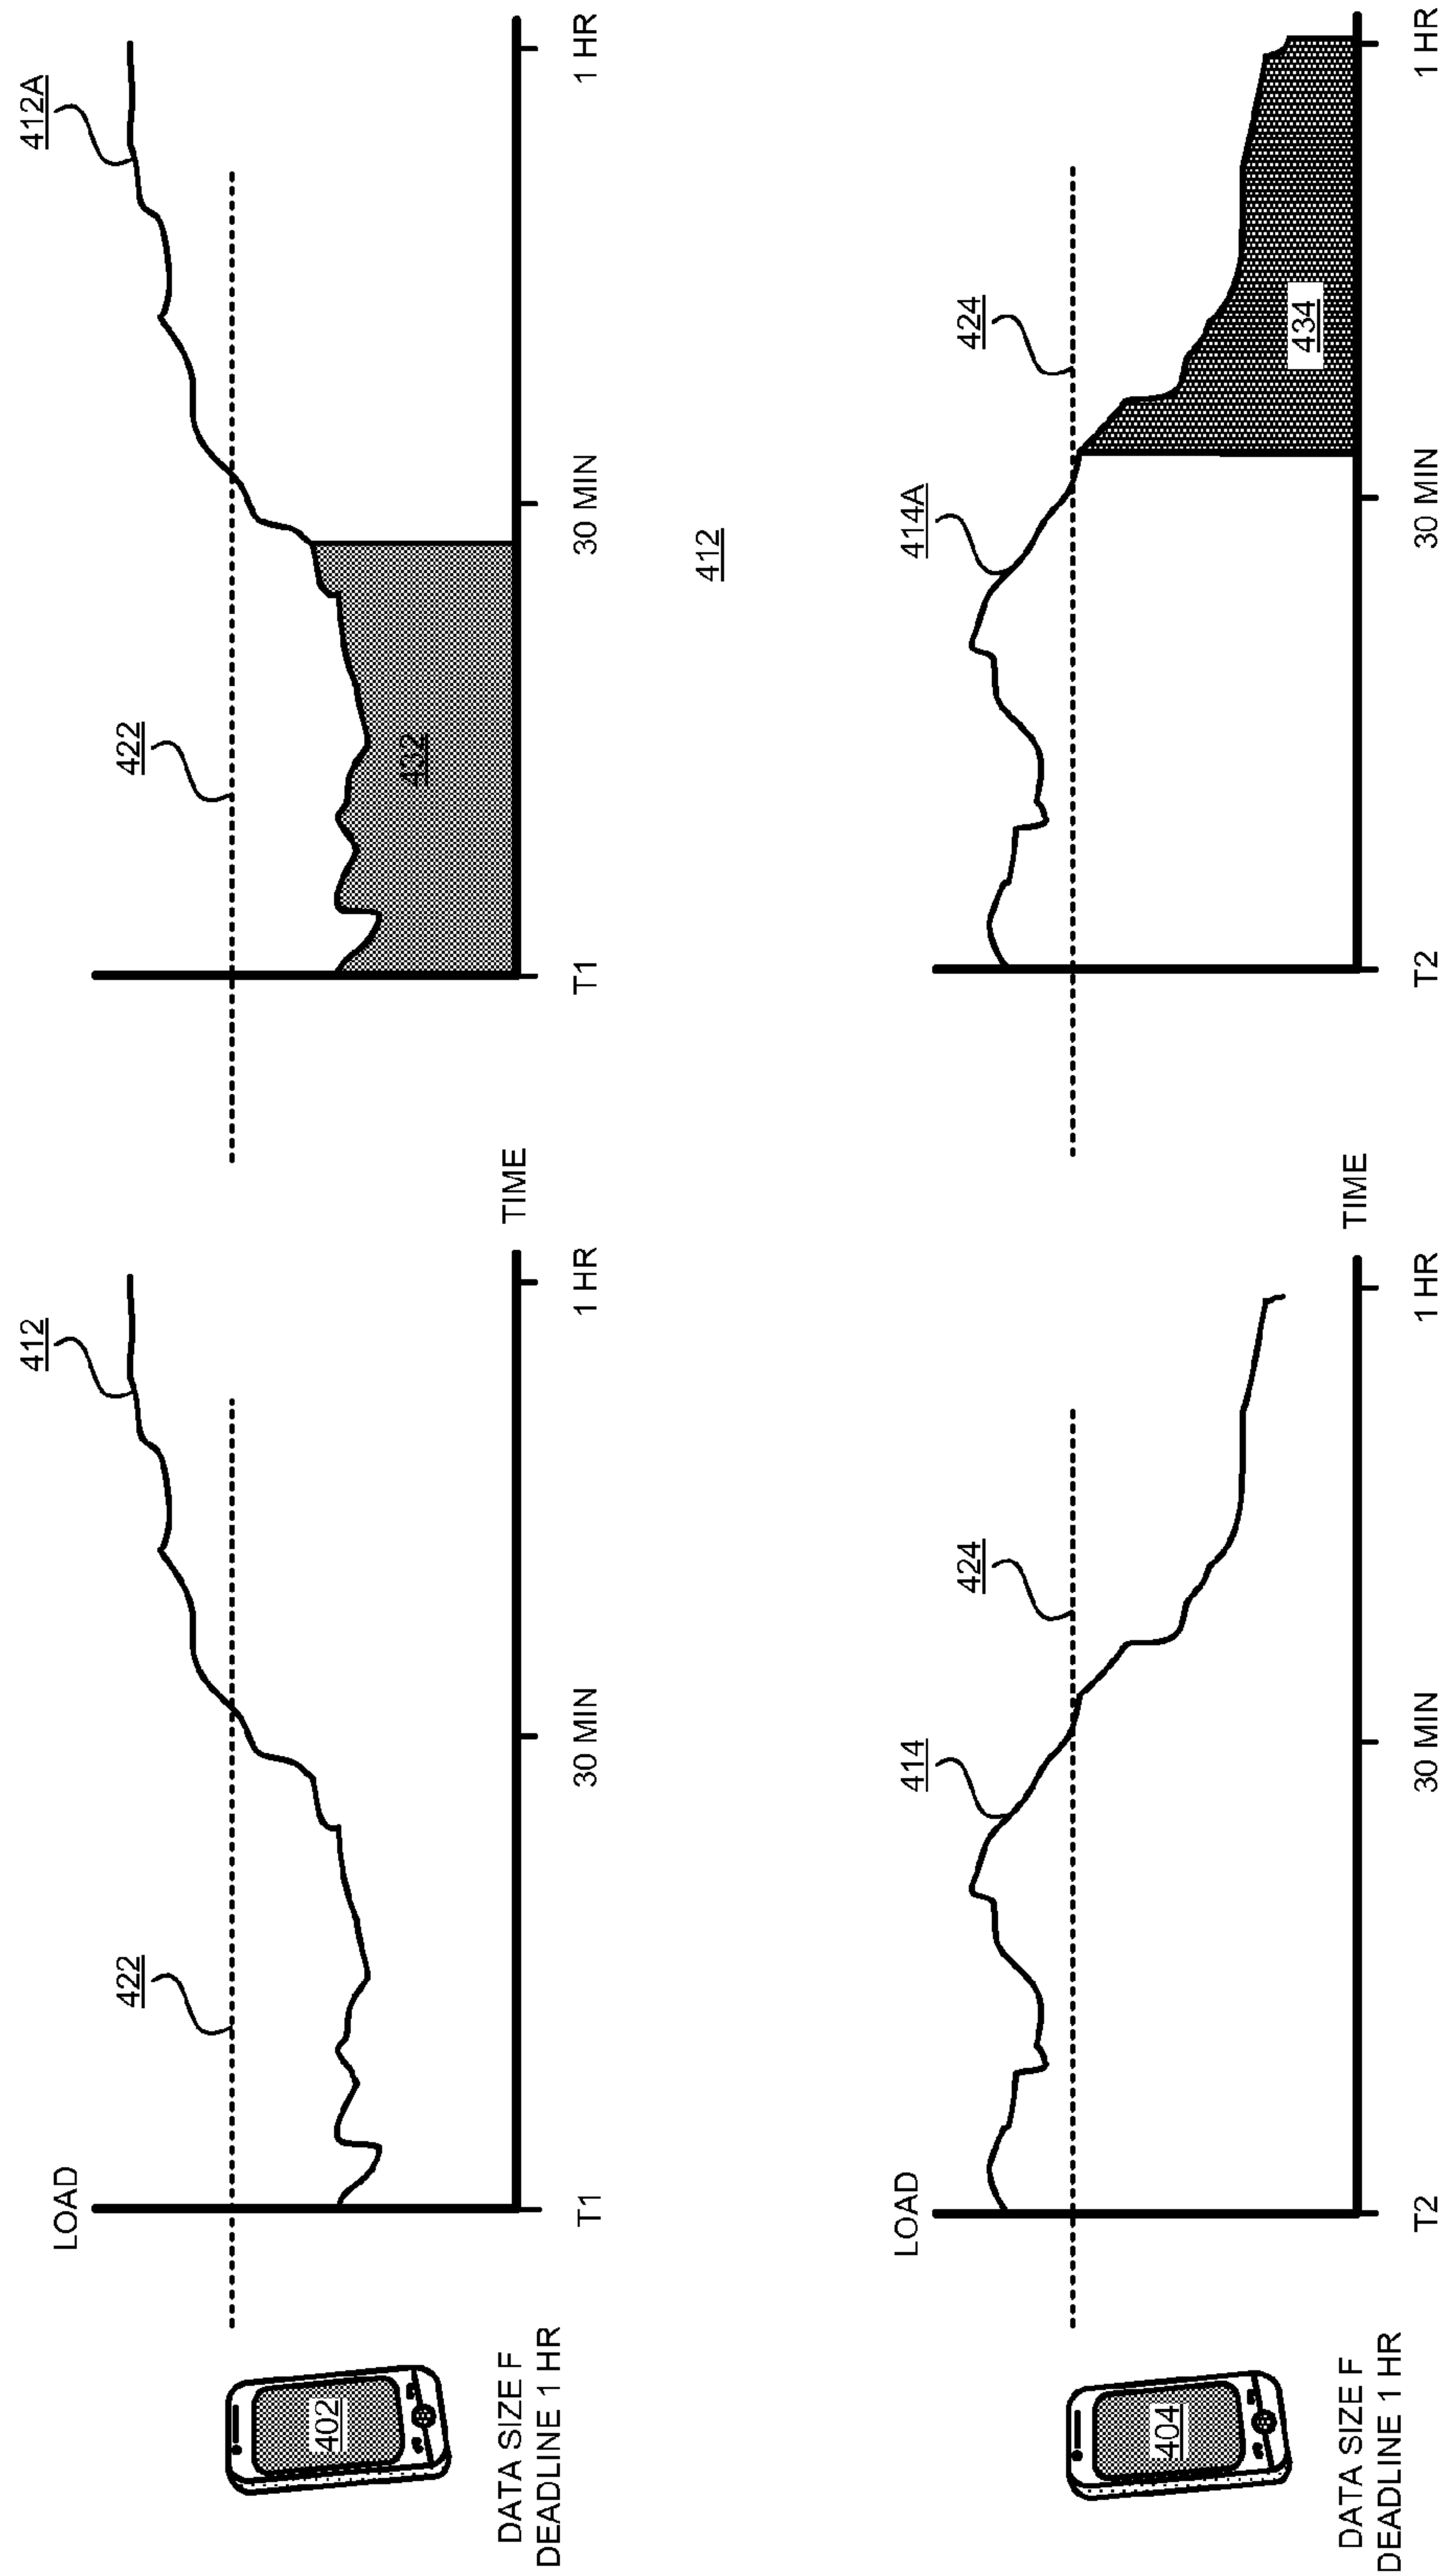 LOAD
412
422
402
DATA SIZE F
DEADLINE 1 HR
T1
30 MIN
1 HR
TIME
412A
422
432
T1
30 MIN
1 HR
412
LOAD
414
424
404
DATA SIZE F
DEADLINE 1 HR
T2
30 MIN
1 HR
TIME
414A
424
434
T2
30 MIN
1 HR